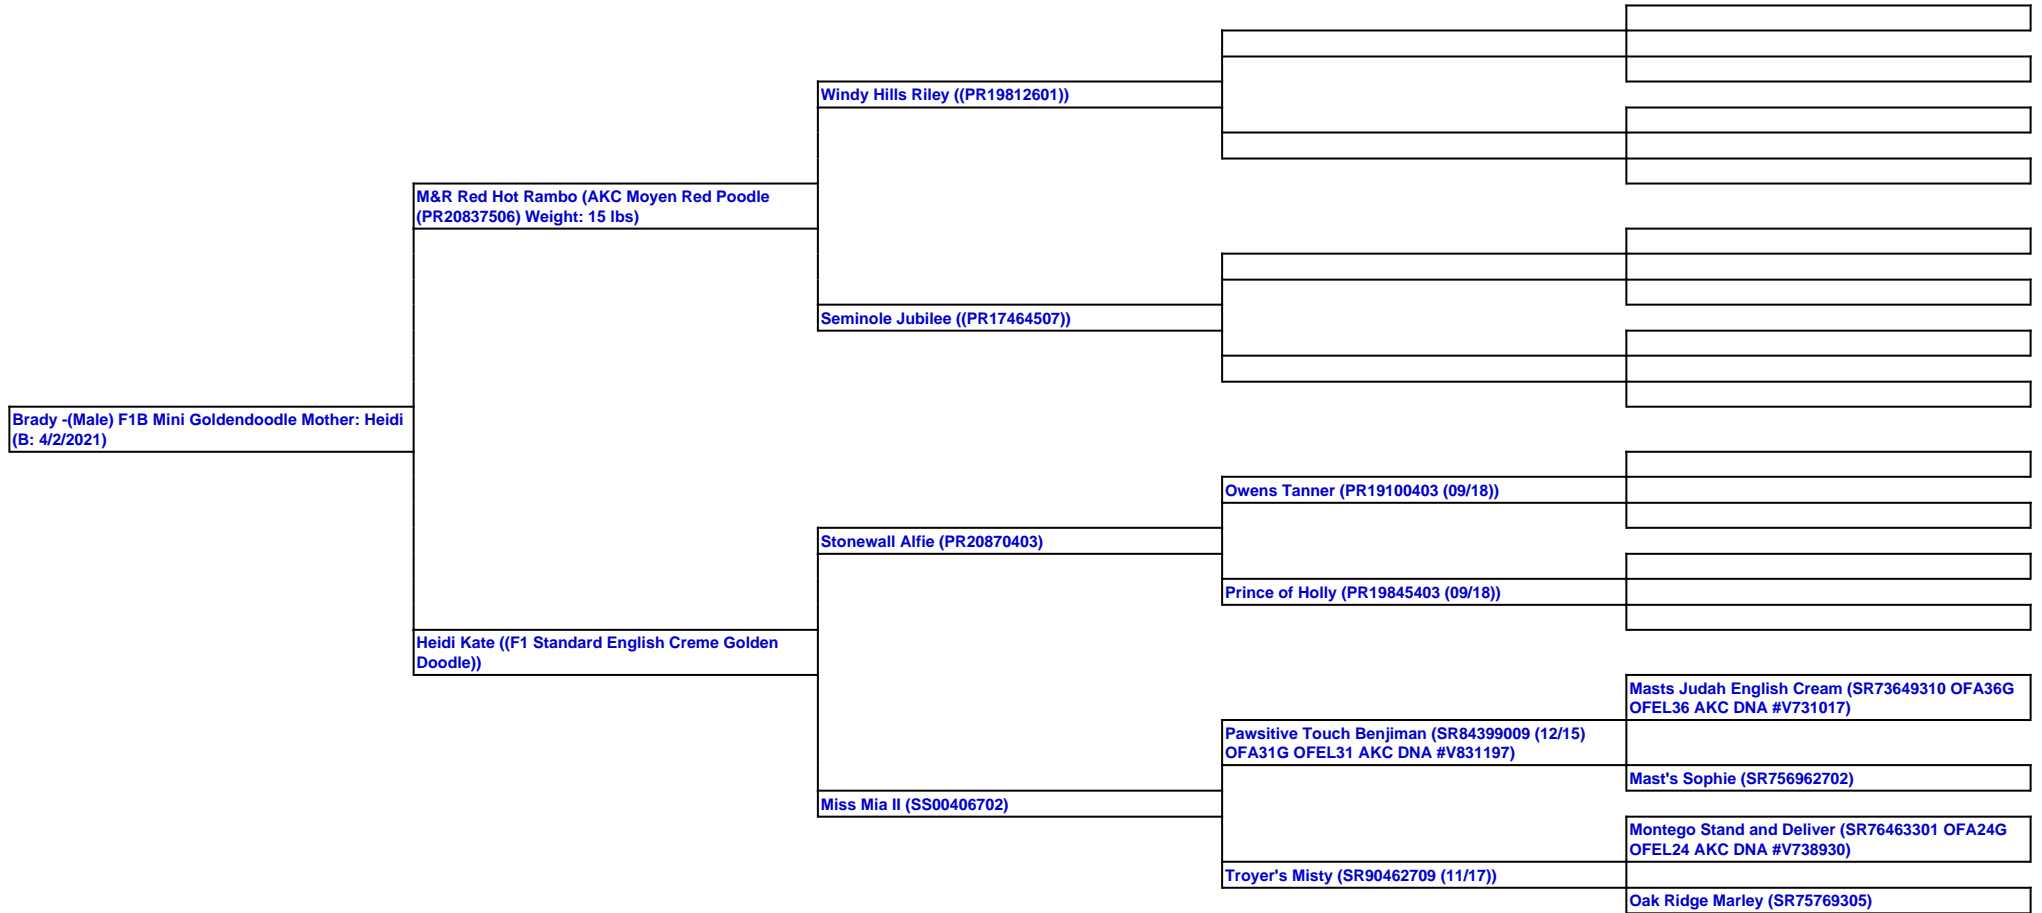 Windy Hills Riley ((PR19812601))
M&R Red Hot Rambo (AKC Moyen Red Poodle
(PR20837506) Weight: 15 lbs)
Seminole Jubilee ((PR17464507))
Brady -(Male) F1B Mini Goldendoodle Mother: Heidi
(B: 4/2/2021)
Owens Tanner (PR19100403 (09/18))
Stonewall Alfie (PR20870403)
Prince of Holly (PR19845403 (09/18))
Heidi Kate ((F1 Standard English Creme Golden
Doodle))
Masts Judah English Cream (SR73649310 OFA36G
OFEL36 AKC DNA #V731017)
Pawsitive Touch Benjiman (SR84399009 (12/15)
OFA31G OFEL31 AKC DNA #V831197)
Mast's Sophie (SR756962702)
Miss Mia II (SS00406702)
Montego Stand and Deliver (SR76463301 OFA24G
OFEL24 AKC DNA #V738930)
Troyer's Misty (SR90462709 (11/17))
Oak Ridge Marley (SR75769305)